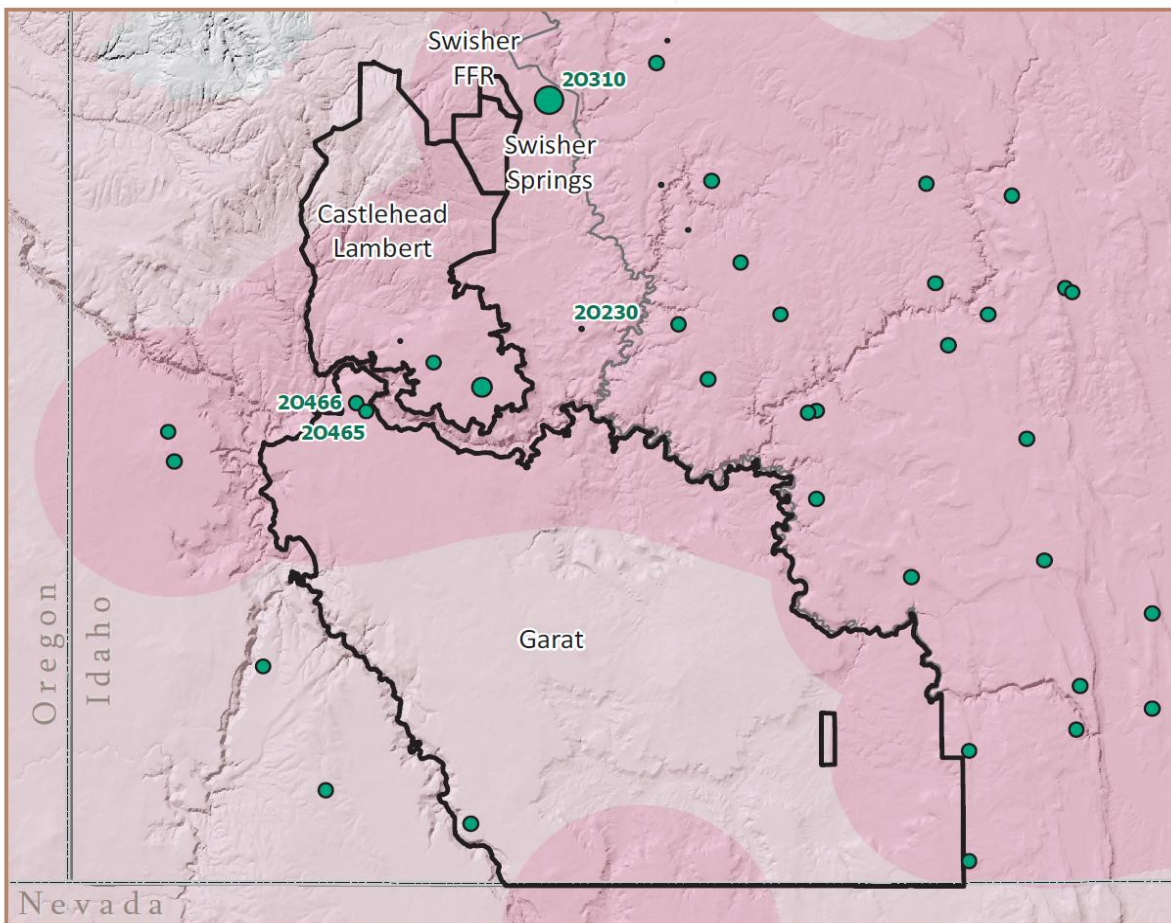 Swisher
FFR
2O310
Swisher
Springs
Castlehead
Lambert
2O230
2O466
2O465
Garat
Oregon
Idaho
Nevada